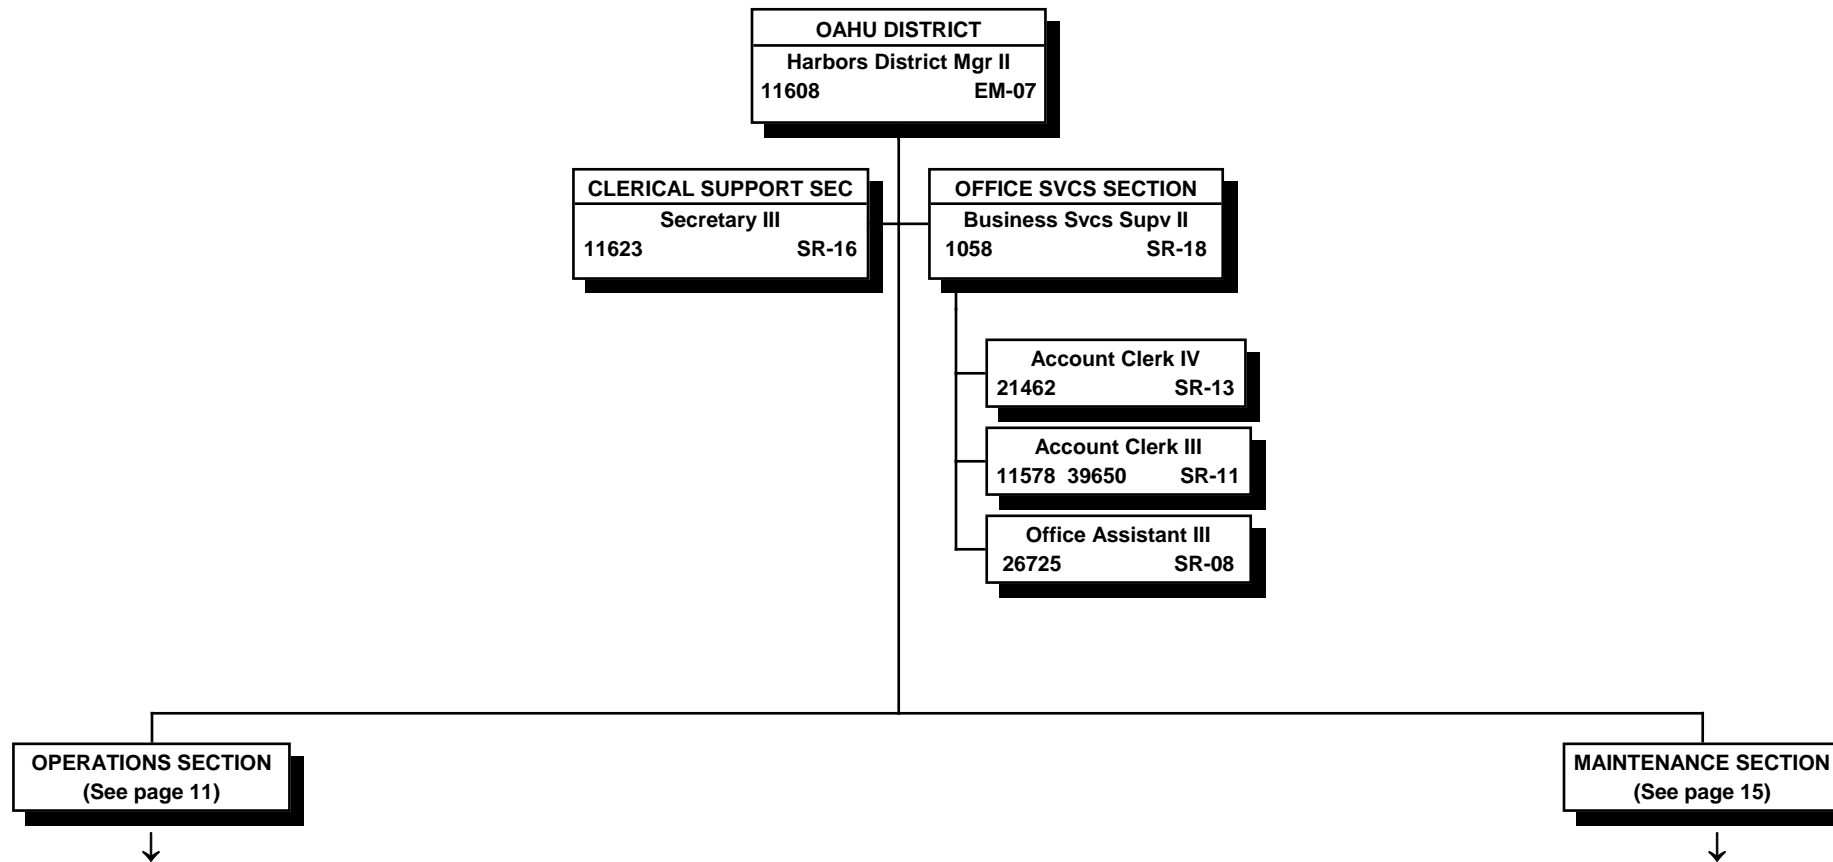 OAHU DISTRICT
Harbors District Mgr II
11608 EM-07
CLERICAL SUPPORT SEC
Secretary III
11623 SR-16
OFFICE SVCS SECTION
Business Svcs Supv II
1058 SR-18
Account Clerk IV
21462 SR-13
Account Clerk III
11578 39650 SR-11
Office Assistant III
26725 SR-08
OPERATIONS SECTION
(See page 11)
MAINTENANCE SECTION
(See page 15)